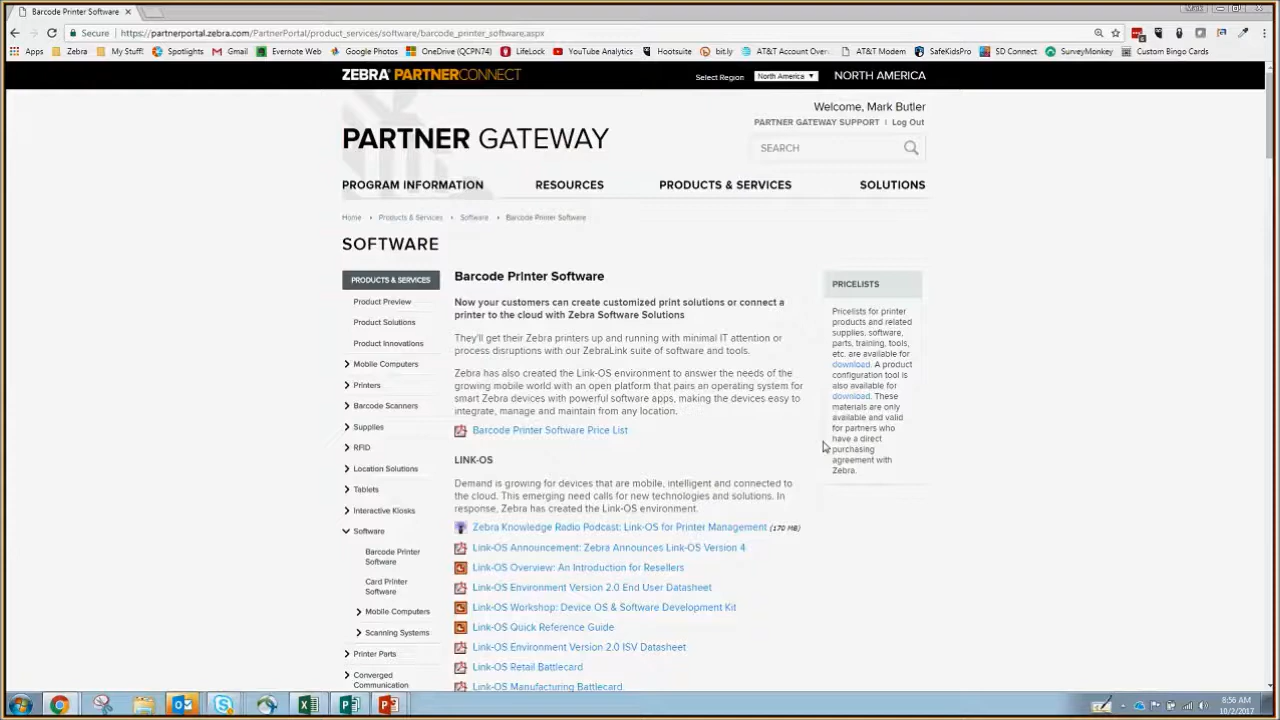 Barcode Printer Software
Secure
https://partnerportal.zebra.com/PartnerPortal/product_services/software/barcode_printer_software.aspx
Apps Zebra My Stuff Spotlights Gmail Evernote Web Google Photos OneDrive (QCPN74) LifeLock YouTube Analytics Hootsuite bit.ly AT&T Account Over AT&T Modem SafeKidsPro SD Connect SurveyMonkey Custom Bingo Cards
ZEBRA PARTNERCONNECT
Select Region North America NORTH AMERICA
Welcome, Mark Butler
PARTNER GATEWAY SUPPORT | Log Out
PARTNER GATEWAY
SEARCH
PROGRAM INFORMATION RESOURCES PRODUCTS & SERVICES SOLUTIONS
Home Products & Services Software Barcode Printer Software
SOFTWARE
PRODUCTS & SERVICES
Product Preview
Product Solutions
Product Innovations
Mobile Computers
Printers
Barcode Scanners
Supplies
RFID
Location Solutions
Tablets
Interactive Kiosks
Software
Barcode Printer
Software
Card Printer
Software
Mobile Computers
Scanning Systems
Printer Parts
Converged
Communication
Barcode Printer Software
Now your customers can create customized print solutions or connect a
printer to the cloud with Zebra Software Solutions
They'll get their Zebra printers up and running with minimal IT attention or
process disruptions with our ZebraLink suite of software and tools.
Zebra has also created the Link-OS environment to answer the needs of the
growing mobile world with an open platform that pairs an operating system for
smart Zebra devices with powerful software apps, making the devices easy to
integrate, manage and maintain from any location.
Barcode Printer Software Price List
LINK-OS
Demand is growing for devices that are mobile, intelligent and connected to
the cloud. This emerging need calls for new technologies and solutions. In
response, Zebra has created the Link-OS environment.
Zebra Knowledge Radio Podcast: Link-OS for Printer Management (170 MB)
Link-OS Announcement: Zebra Announces Link-OS Version 4
Link-OS Overview: An Introduction for Resellers
Link-OS Environment Version 2.0 End User Datasheet
Link-OS Workshop: Device OS & Software Development Kit
Link-OS Quick Reference Guide
Link-OS Environment Version 2.0 ISV Datasheet
Link-OS Retail Battlecard
Link-OS Manufacturing Battlecard
PRICELISTS
Pricelists for printer
products and related
supplies, software,
parts, training, tools,
etc. are available for
download. A product
configuration tool is
also available for
download. These
materials are only
available and valid
for partners who
have a direct
purchasing
agreement with
Zebra.
8:56 AM
10/2/2017